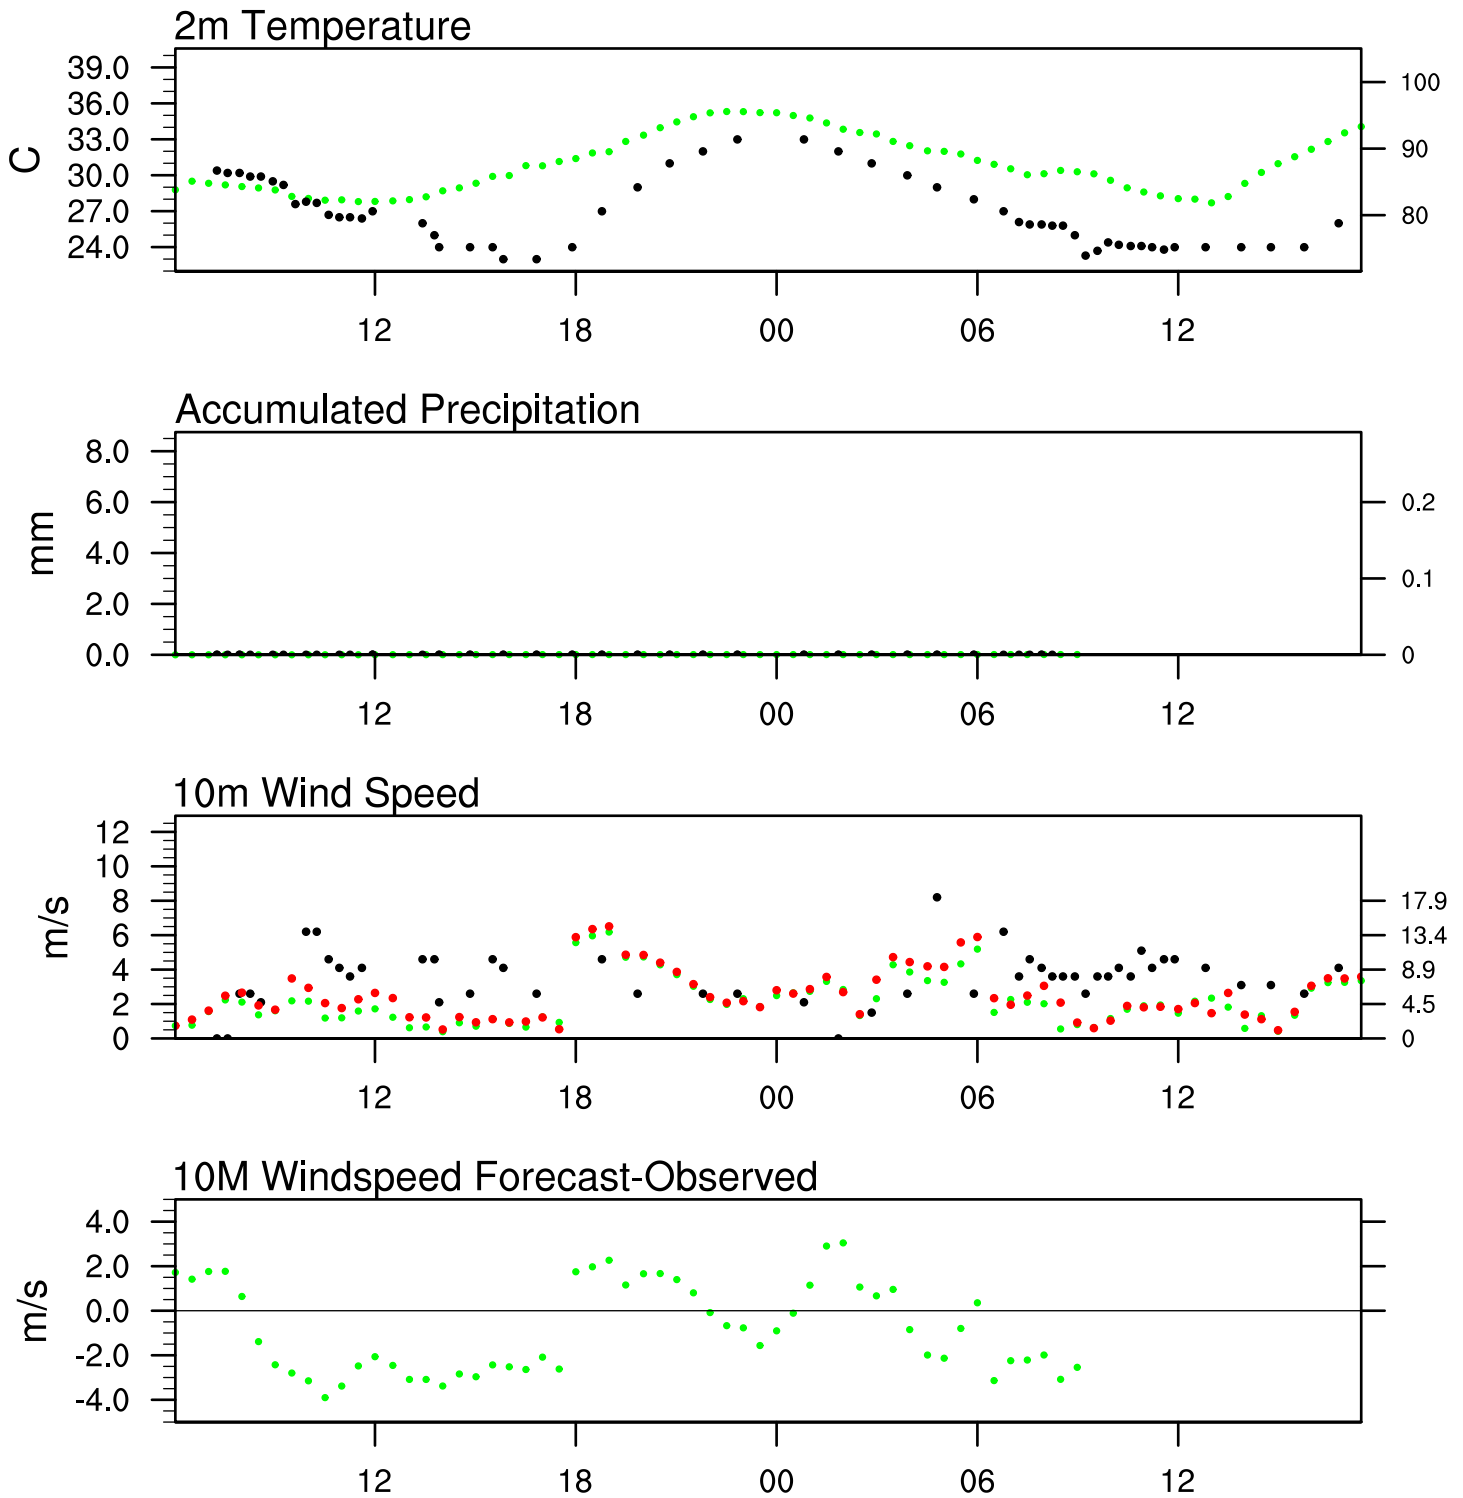 2m Temperature
39.0
36.0
33.0
30.0
27.0
24.0
C
100
90
80
12 18 00 06 12
Accumulated Precipitation
8.0
6.0
4.0
2.0
0.0
mm
0.2
0.1
0
12 18 00 06 12
10m Wind Speed
12
10
8
6
4
2
0
m/s
17.9
13.4
8.9
4.5
0
12 18 00 06 12
10M Windspeed Forecast-Observed
4.0
2.0
0.0
-2.0
-4.0
m/s
12 18 00 06 12